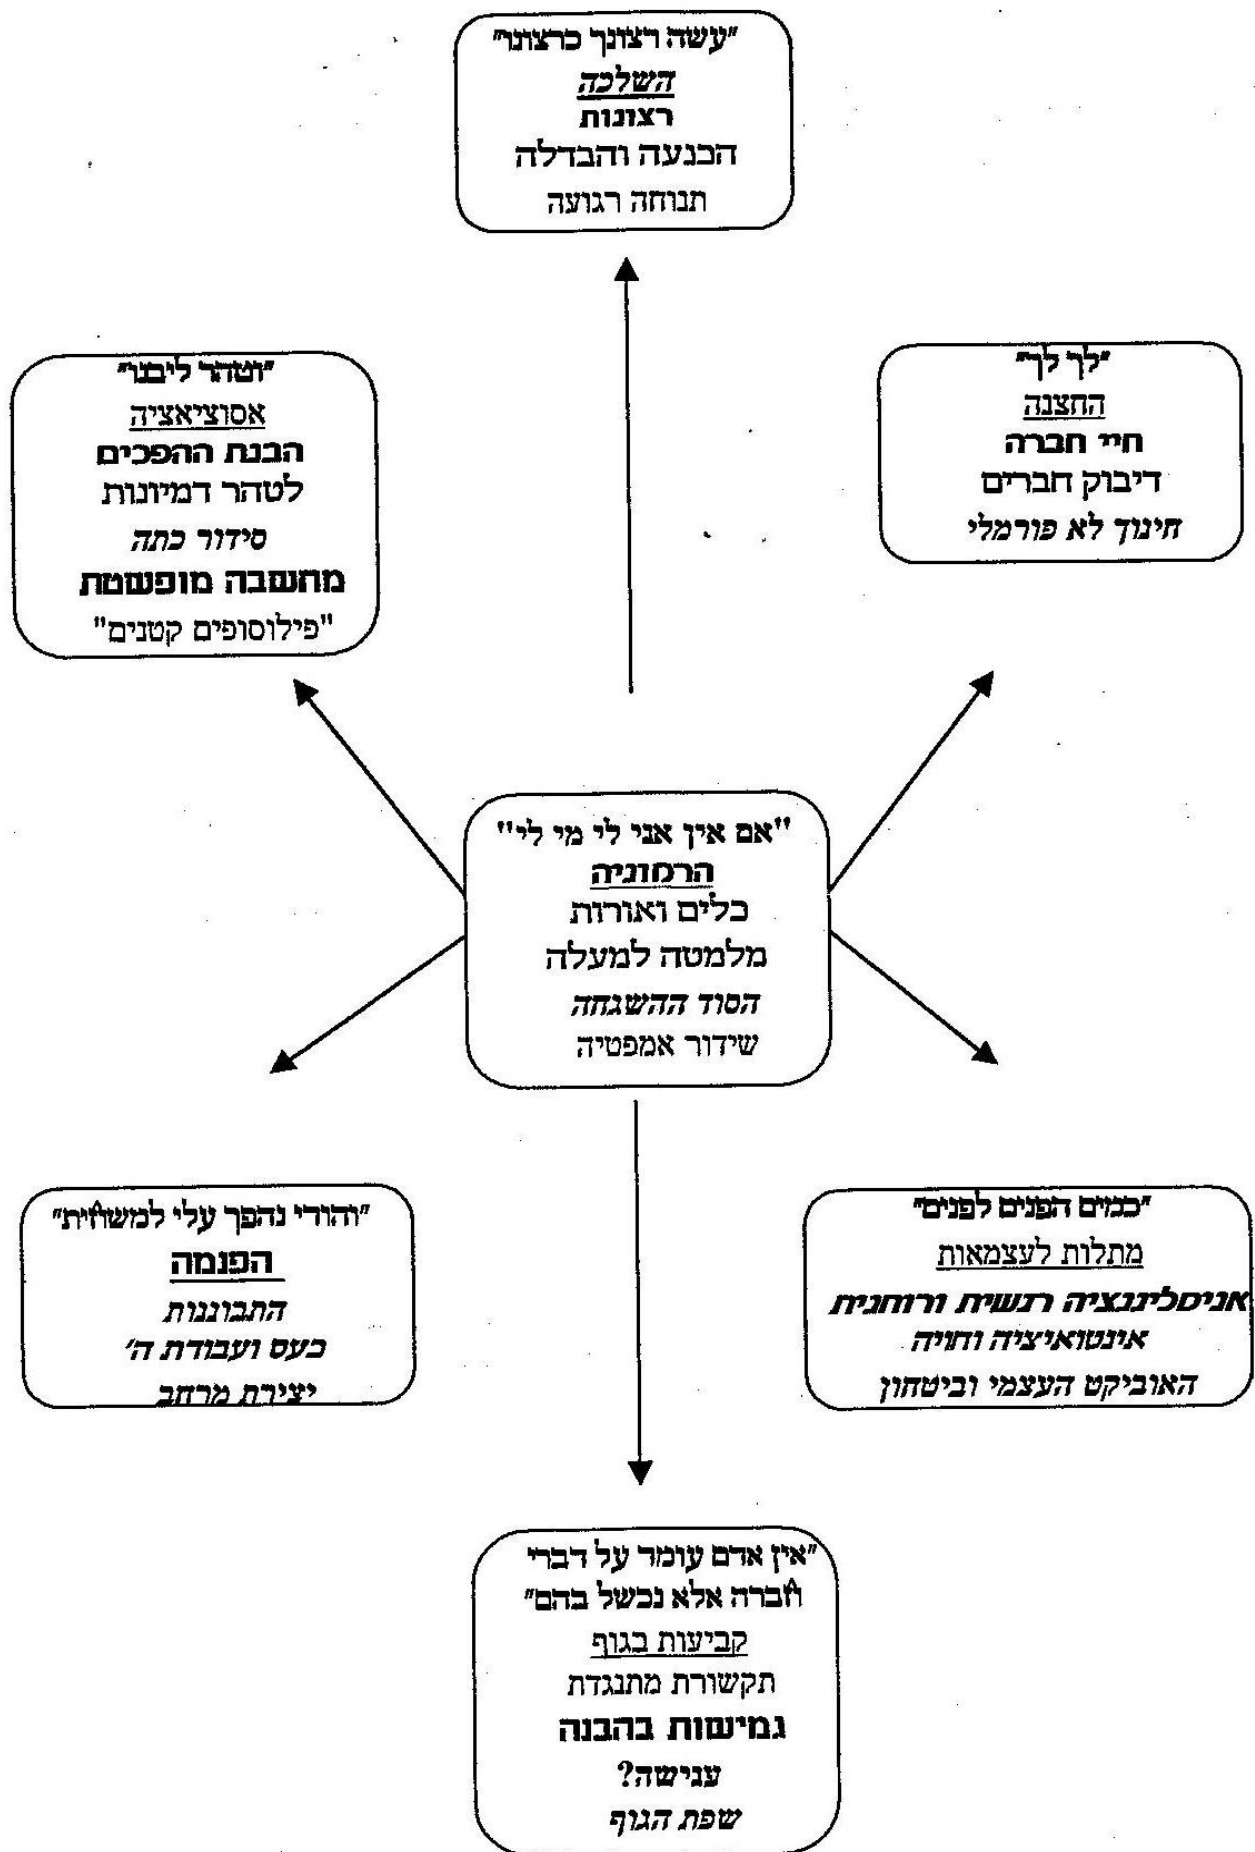 "עשה רצונך כרצונו"
השלכה
רצונות
הכנעה והבדלה
תנוחה רגועה
"לך לך"
החצנה
חיי חברה
דיבוק חברים
חינוך לא פורמלי
"וטהר ליבנו"
אסוציאציה
הבנת ההפכים
לטהר דמיונות
סידור כתה
מחשבה מופשטת
"פילוסופים קטנים"
"אם אין אני לי מי לי"
הרמוניה
כלים ואורות
מלמטה למעלה
הסוד ההשגחה
שידור אמפטיה
"כמים הפנים לפנים"
מתלות לעצמאות
אניטליגנציה רגשית ורוחנית
אינטואיציה וחויה
האוביקט העצמי וביטחון
"והודי נהפך עלי למשחית"
הפנמה
התבוננות
כעס ועבודת ה'
יצירת מרחב
"אין אדם עומד על דברי
חברה אלא נכשל בהם"
קביעות בגוף
תקשורת מתנגדת
גמישות בהבנה
ענישה?
שפת הגוף